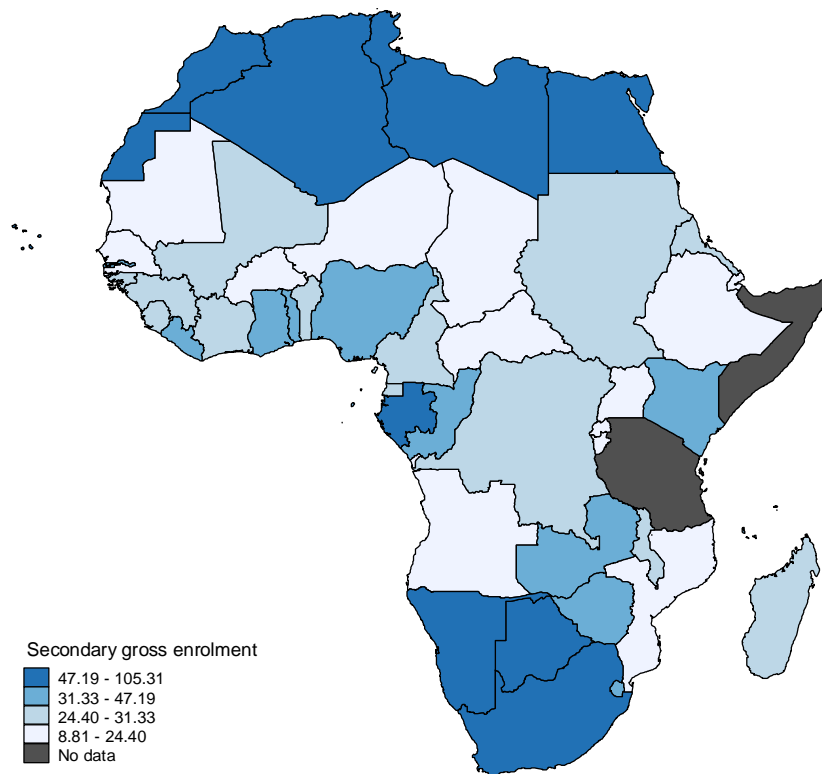 Secondary gross enrolment
47.19 - 105.31
31.33 - 47.19
24.40 - 31.33
8.81 - 24.40
No data